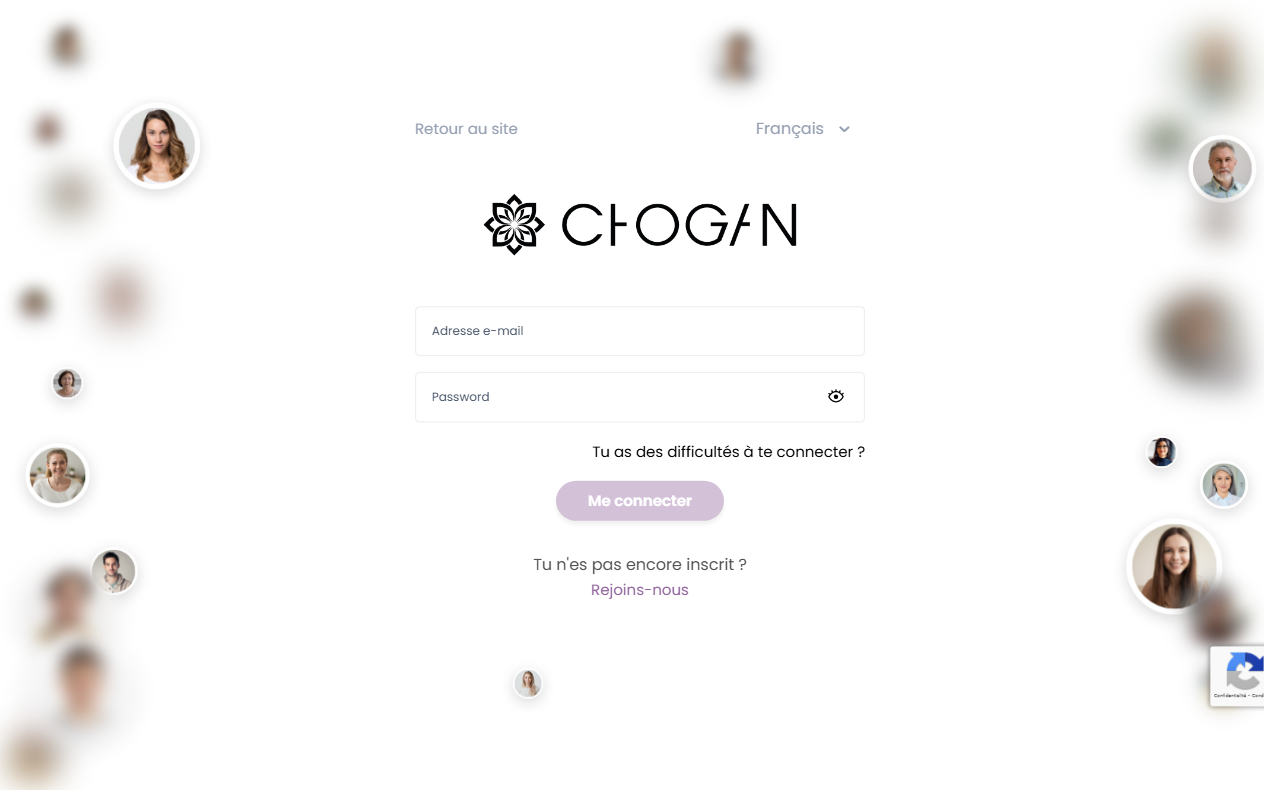 Retour au site
Français
CHOGAN
Adresse e-mail
Password
Tu as des difficultés à te connecter ?
Me connecter
Tu n'es pas encore inscrit ?
Rejoins-nous
Confidentialité -